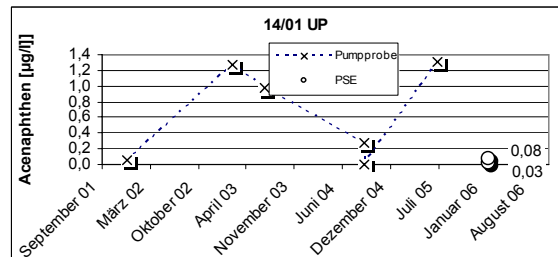 14/01 UP
Acenaphthen [µg/l]
1,4
1,2
1,0
0,8
0,6
0,4
0,2
0,0
Pumpprobe
PSE
0,08
0,03
September 01
März 02
Oktober 02
April 03
November 03
Juni 04
Dezember 04
Juli 05
Januar 06
August 06